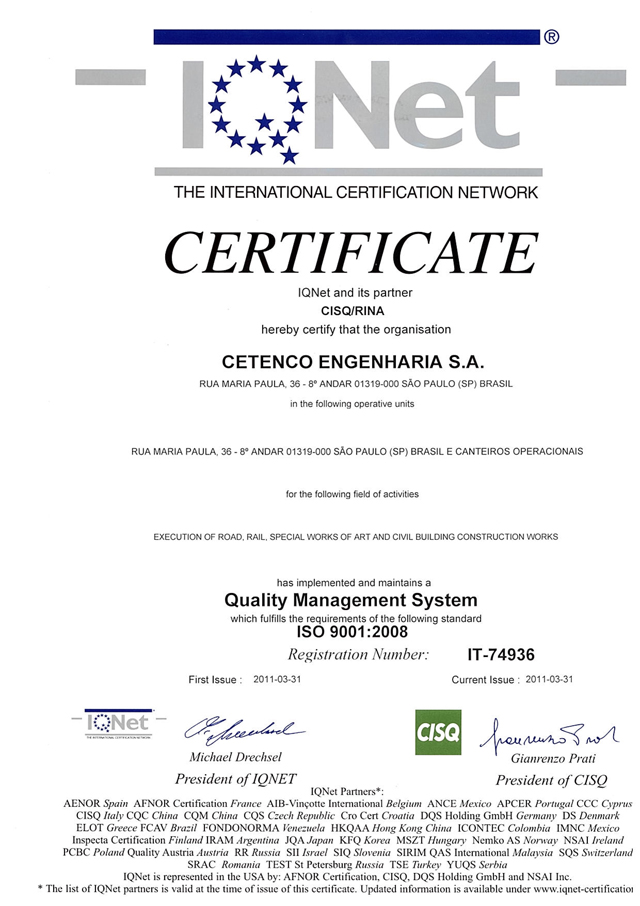 IQNet ®
THE INTERNATIONAL CERTIFICATION NETWORK
CERTIFICATE
IQNet and its partner
CISQ/RINA
hereby certify that the organisation
CETENCO ENGENHARIA S.A.
RUA MARIA PAULA, 36 - 8º ANDAR 01319-000 SÃO PAULO (SP) BRASIL
in the following operative units
RUA MARIA PAULA, 36 - 8º ANDAR 01319-000 SÃO PAULO (SP) BRASIL E CANTEIROS OPERACIONAIS
for the following field of activities
EXECUTION OF ROAD, RAIL, SPECIAL WORKS OF ART AND CIVIL BUILDING CONSTRUCTION WORKS
has implemented and maintains a
Quality Management System
which fulfills the requirements of the following standard
ISO 9001:2008
Registration Number: IT-74936
First Issue : 2011-03-31 Current Issue : 2011-03-31
IQNet
THE INTERNATIONAL CERTIFICATION NETWORK
CISQ
Michael Drechsel Gianrenzo Prati
President of IQNET President of CISQ
IQNet Partners*:
AENOR Spain AFNOR Certification France AIB-Vinçotte International Belgium ANCE Mexico APCER Portugal CCC Cyprus
CISQ Italy CQC China CQM China CQS Czech Republic Cro Cert Croatia DQS Holding GmbH Germany DS Denmark
ELOT Greece FCAV Brazil FONDONORMA Venezuela HKQAA Hong Kong China ICONTEC Colombia IMNC Mexico
Inspecta Certification Finland IRAM Argentina JQA Japan KFQ Korea MSZT Hungary Nemko AS Norway NSAI Ireland
PCBC Poland Quality Austria Austria RR Russia SII Israel SIQ Slovenia SIRIM QAS International Malaysia SQS Switzerland
SRAC Romania TEST St Petersburg Russia TSE Turkey YUQS Serbia
IQNet is represented in the USA by: AFNOR Certification, CISQ, DQS Holding GmbH and NSAI Inc.
* The list of IQNet partners is valid at the time of issue of this certificate. Updated information is available under www.iqnet-certification